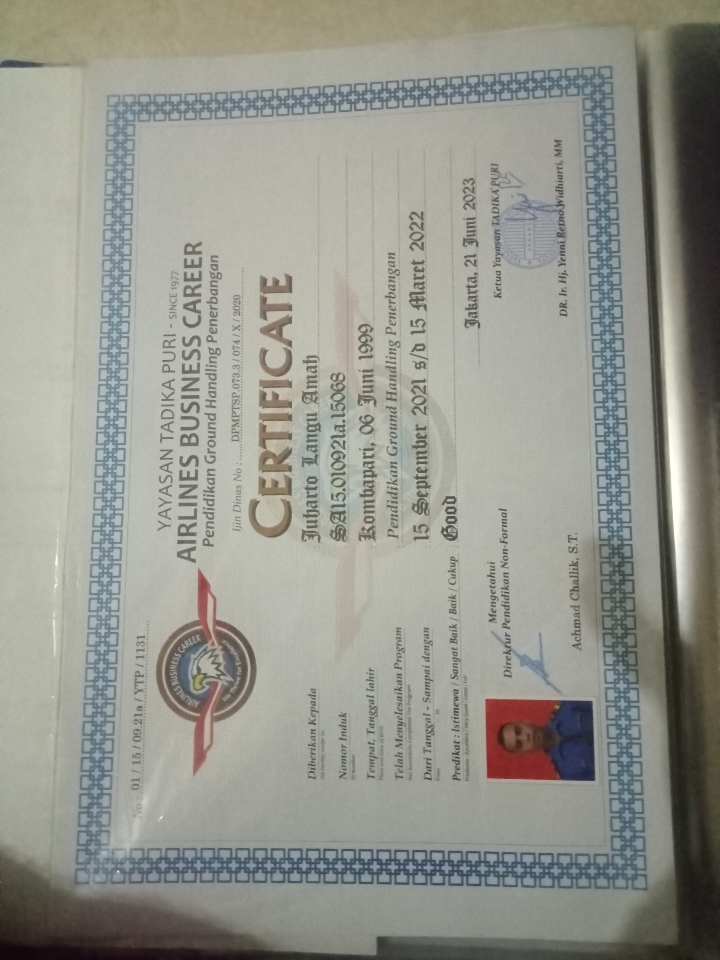 No : 01 / 15 / 09.21a / YTP / 1131
AIRLINES BUSINESS CAREER
YAYASAN TADIKA PURI - SINCE 1977
AIRLINES BUSINESS CAREER
Pendidikan Ground Handling Penerbangan
Ijin Dinas No : DPMPTSP.073.3 / 074 / X / 2020
CERTIFICATE
Diberikan Kepada Juharto Langu Amah
Nomor Induk SA15.010921a.15068
Tempat, Tanggal lahir Kombapari, 06 Juni 1999
Telah Menyelesaikan Program Pendidikan Ground Handling Penerbangan
Dari Tanggal - Sampai dengan 15 September 2021 s/d 15 Maret 2022
Predikat : Istimewa / Sangat Baik / Baik / Cukup : Good
Jakarta, 21 Juni 2023
Mengetahui
Direktur Pendidikan Non-Formal
Ketua Yayasan TADIKA PURI
Achmad Challik, S.T.
DR. Ir. Hj. Yenni Retno Widhiarti, MM